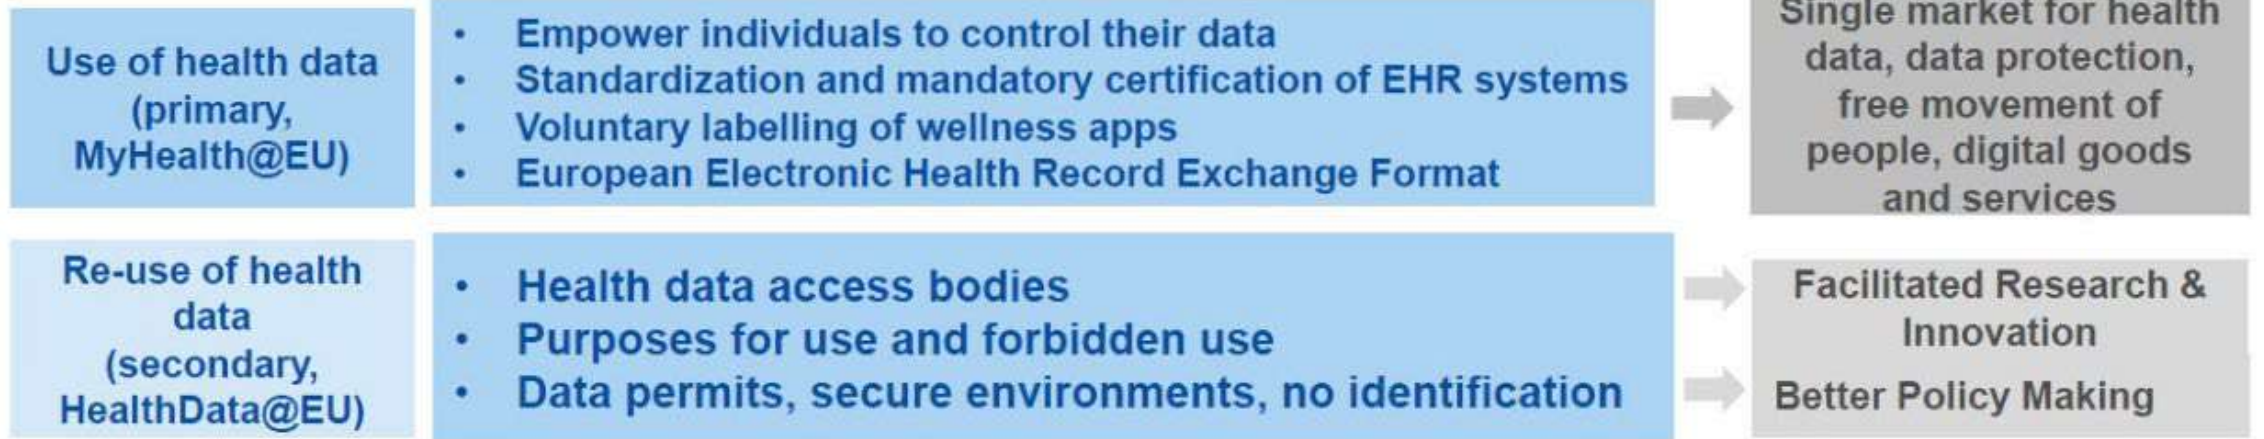 Use of health data
(primary,
MyHealth@EU)
• Empower individuals to control their data
• Standardization and mandatory certification of EHR systems
• Voluntary labelling of wellness apps
• European Electronic Health Record Exchange Format
Single market for health
data, data protection,
free movement of
people, digital goods
and services
Re-use of health
data
(secondary,
HealthData@EU)
• Health data access bodies
• Purposes for use and forbidden use
• Data permits, secure environments, no identification
Facilitated Research &
Innovation
Better Policy Making